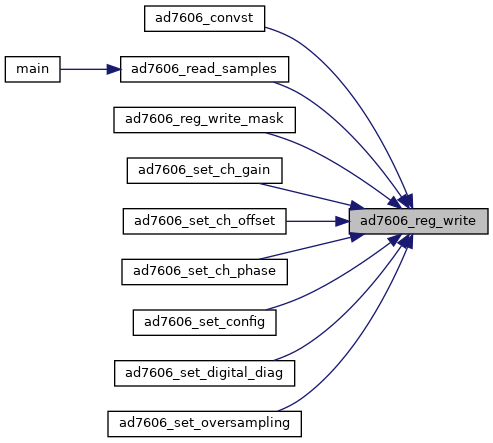 ad7606_convst
main
ad7606_read_samples
ad7606_reg_write_mask
ad7606_set_ch_gain
ad7606_set_ch_offset
ad7606_reg_write
ad7606_set_ch_phase
ad7606_set_config
ad7606_set_digital_diag
ad7606_set_oversampling